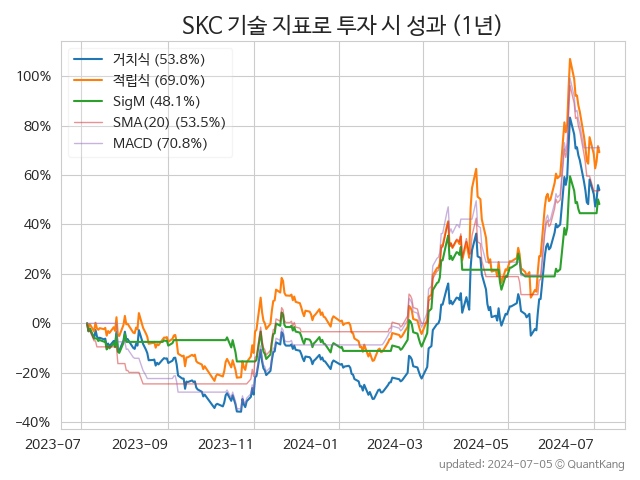 SKC 기술 지표로 투자 시 성과 (1년)
거치식 (53.8%)
적립식 (69.0%)
SigM (48.1%)
SMA(20) (53.5%)
MACD (70.8%)
100%
80%
60%
40%
20%
0%
−20%
−40%
2023-07
2023-09
2023-11
2024-01
2024-03
2024-05
2024-07
updated: 2024-07-05 © QuantKang